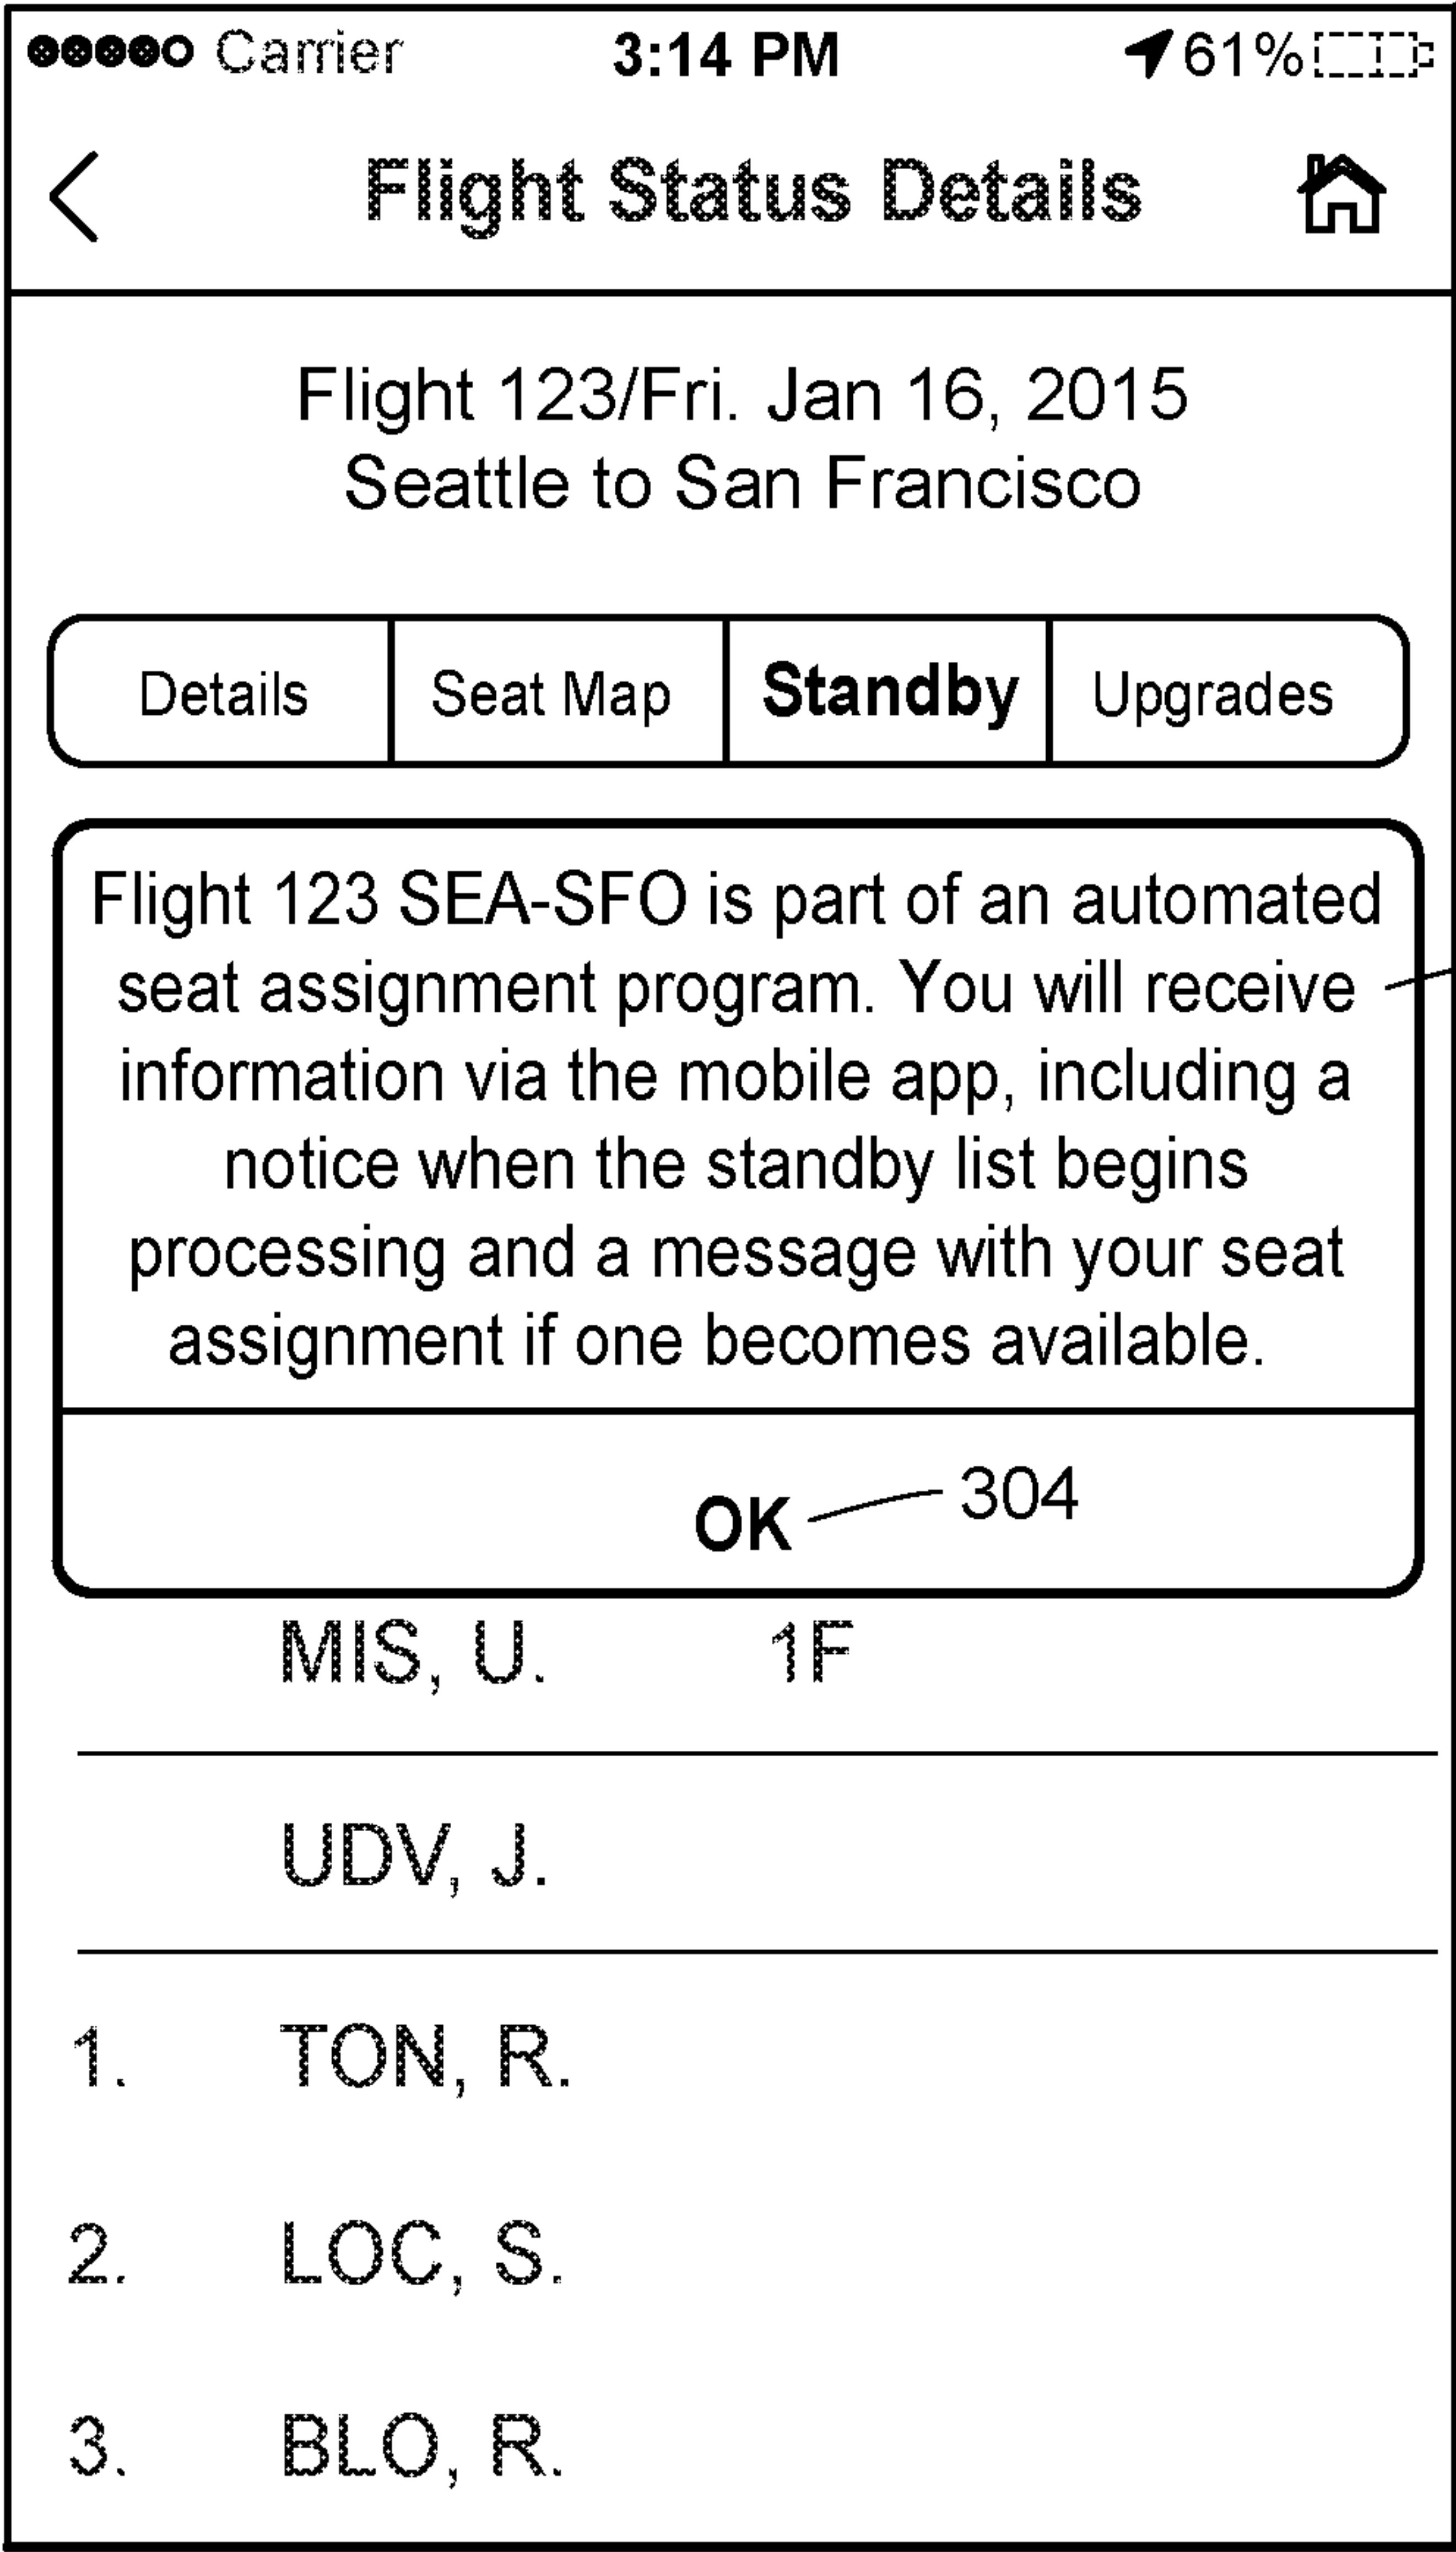 Carrier 3:14 PM 61%
Flight Status Details
Flight 123/Fri. Jan 16, 2015
Seattle to San Francisco
Details Seat Map Standby Upgrades
Flight 123 SEA-SFO is part of an automated
seat assignment program. You will receive
information via the mobile app, including a
notice when the standby list begins
processing and a message with your seat
assignment if one becomes available.
OK 304
MIS, U. 1F
UDV, J.
1. TON, R.
2. LOC, S.
3. BLO, R.